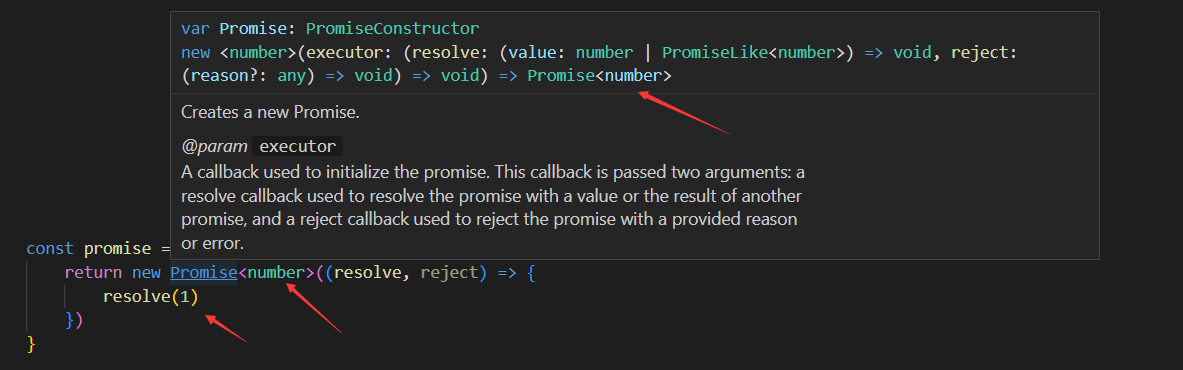 var Promise: PromiseConstructor
new <number>(executor: (resolve: (value: number | PromiseLike<number>) => void, reject:
(reason?: any) => void) => void) => Promise<number>
Creates a new Promise.
@param executor
A callback used to initialize the promise. This callback is passed two arguments: a
resolve callback used to resolve the promise with a value or the result of another
promise, and a reject callback used to reject the promise with a provided reason
or error.
const promise =
return new Promise<number>((resolve, reject) => {
resolve(1)
})
}